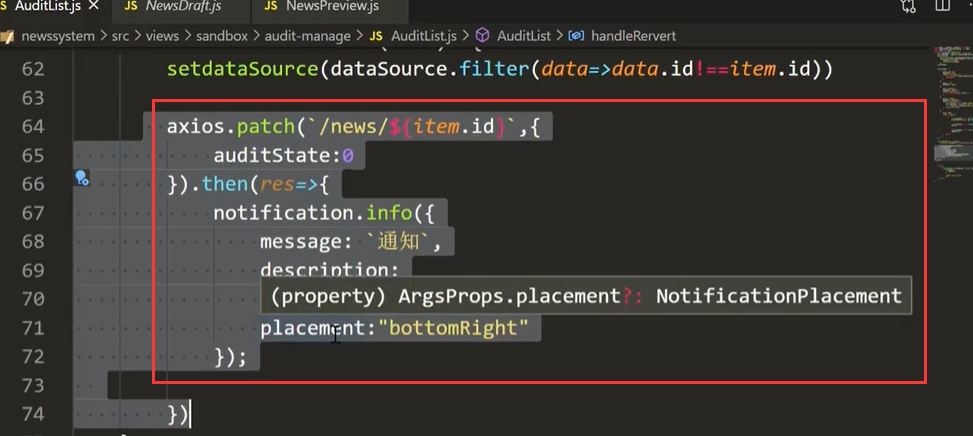 JS AuditList.js ×
JS NewsDraft.js
JS NewsPreview.js
newssystem > src > views > sandbox > audit-manage > JS AuditList.js > AuditList > handleRervert
62 setdataSource(dataSource.filter(data=>data.id!==item.id))
63
64 axios.patch(`/news/${item.id}`,{
65 auditState:0
66 }).then(res=>{
67 notification.info({
68 message: `通知`,
69 description:
70 (property) ArgsProps.placement?: NotificationPlacement
71 placement:"bottomRight"
72 });
73
74 })